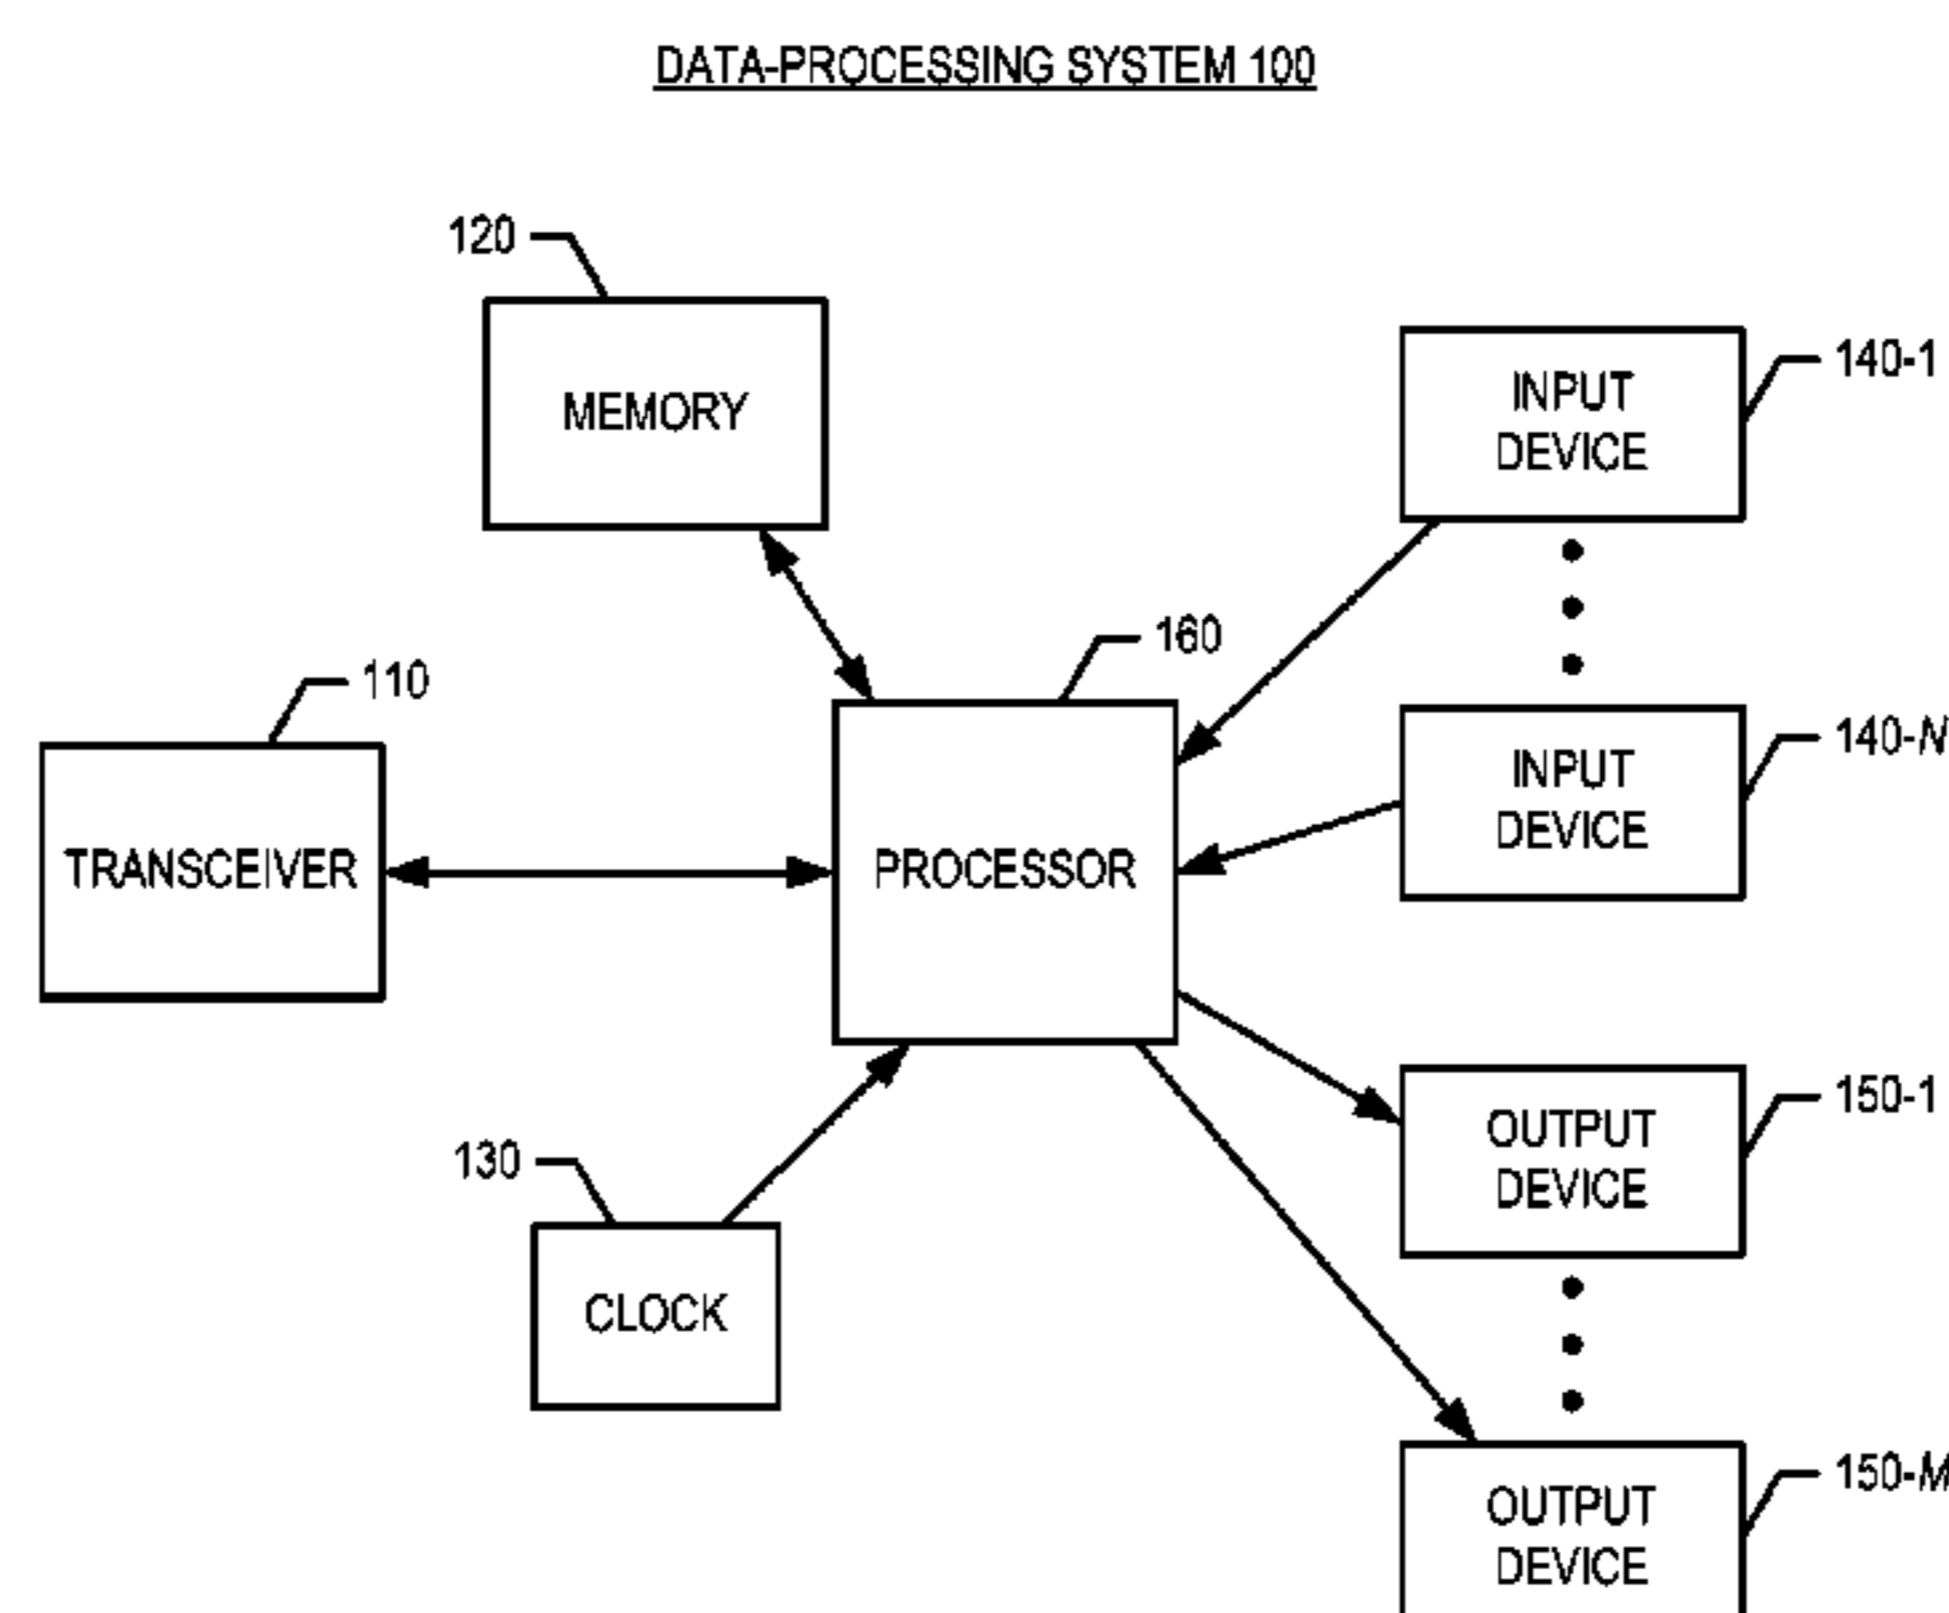 DATA-PROCESSING SYSTEM 100
120
MEMORY
INPUT
DEVICE
140-1
160
110
TRANSCEIVER
PROCESSOR
INPUT
DEVICE
140-N
130
CLOCK
OUTPUT
DEVICE
150-1
OUTPUT
DEVICE
150-M